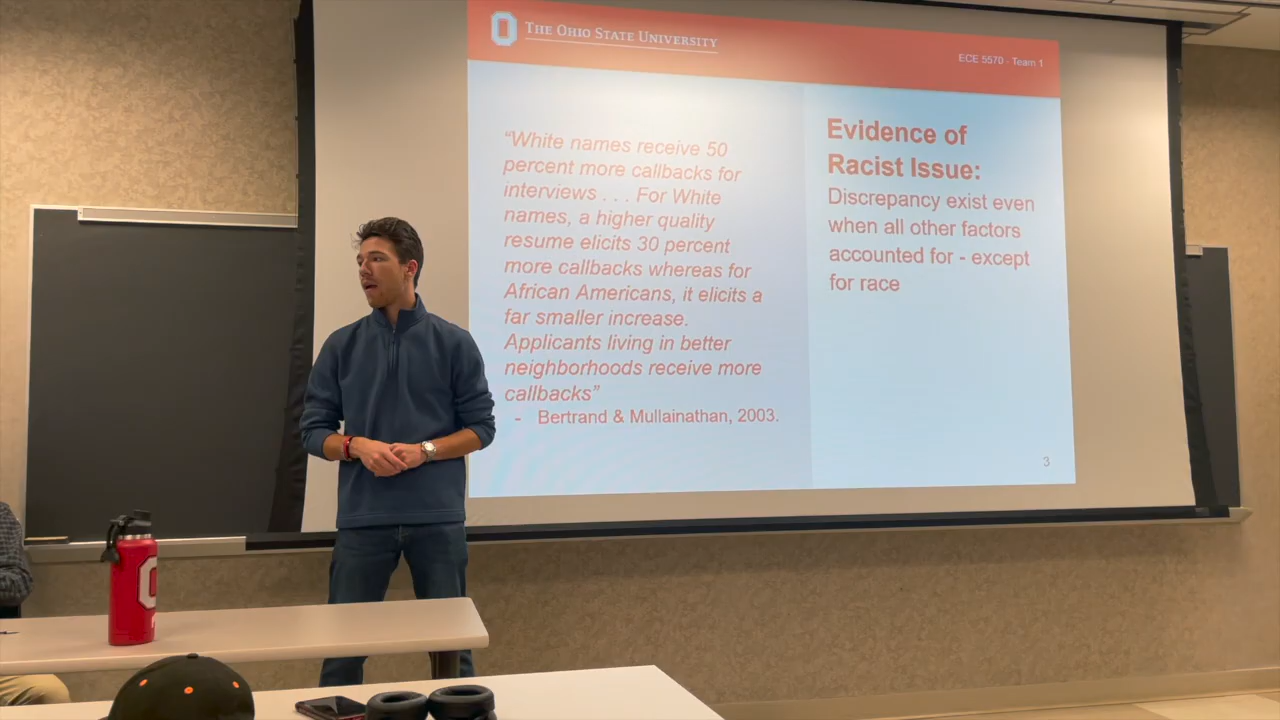 THE OHIO STATE UNIVERSITY
ECE 5570 - Team 1
“White names receive 50
percent more callbacks for
interviews . . . For White
names, a higher quality
resume elicits 30 percent
more callbacks whereas for
African Americans, it elicits a
far smaller increase.
Applicants living in better
neighborhoods receive more
callbacks”
- Bertrand & Mullainathan, 2003.
Evidence of
Racist Issue:
Discrepancy exist even
when all other factors
accounted for - except
for race
3